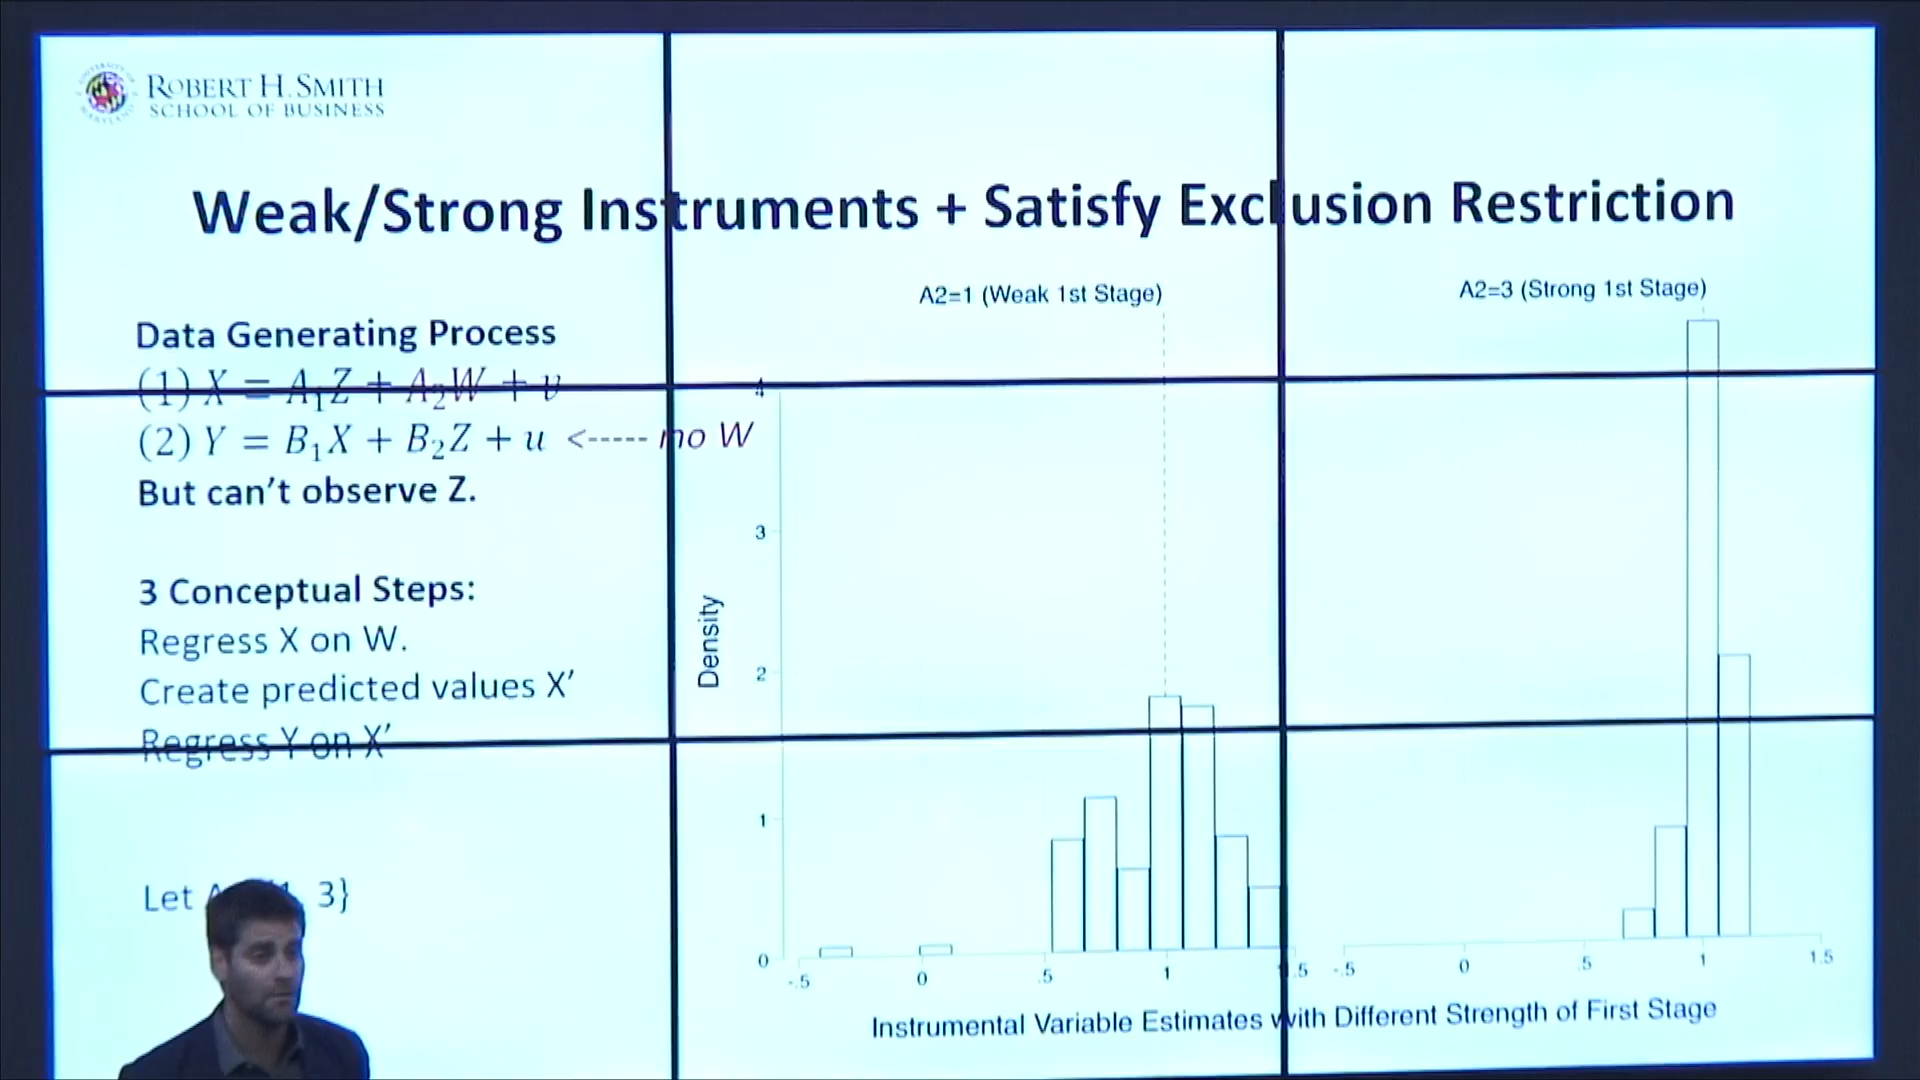 ROBERT H. SMITH
SCHOOL OF BUSINESS
Weak/Strong Instruments + Satisfy Exclusion Restriction
Data Generating Process
(1) X = A₁Z + A₂W + υ
(2) Y = B₁X + B₂Z + u <----- no W
But can't observe Z.
3 Conceptual Steps:
Regress X on W.
Create predicted values X'
Regress Y on X'
Let 3}
A2=1 (Weak 1st Stage)
A2=3 (Strong 1st Stage)
Density
4
3
2
1
0
-.5 0 .5 1 1.5
-.5 0 .5 1 1.5
Instrumental Variable Estimates with Different Strength of First Stage